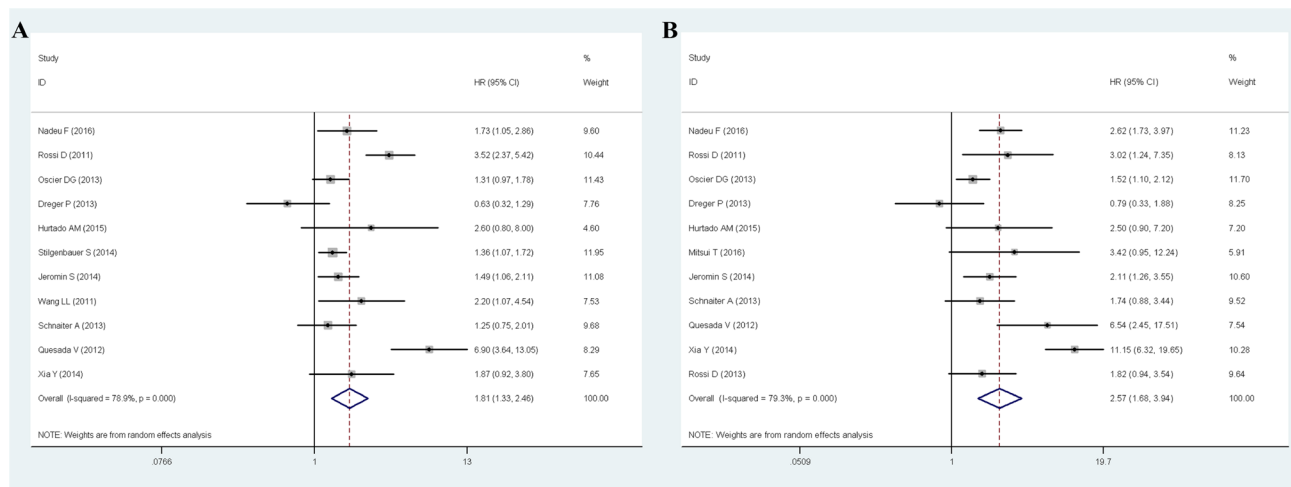 A
Study %
ID HR (95% CI) Weight
Nadeu F (2016) 1.73 (1.05, 2.86) 9.60
Rossi D (2011) 3.52 (2.37, 5.42) 10.44
Oscier DG (2013) 1.31 (0.97, 1.78) 11.43
Dreger P (2013) 0.63 (0.32, 1.29) 7.76
Hurtado AM (2015) 2.60 (0.80, 8.00) 4.60
Stilgenbauer S (2014) 1.36 (1.07, 1.72) 11.95
Jeromin S (2014) 1.49 (1.06, 2.11) 11.08
Wang LL (2011) 2.20 (1.07, 4.54) 7.53
Schnaiter A (2013) 1.25 (0.75, 2.01) 9.68
Quesada V (2012) 6.90 (3.64, 13.05) 8.29
Xia Y (2014) 1.87 (0.92, 3.80) 7.65
Overall (I-squared = 78.9%, p = 0.000) 1.81 (1.33, 2.46) 100.00
NOTE: Weights are from random effects analysis
.0766 1 13
B
Study %
ID HR (95% CI) Weight
Nadeu F (2016) 2.62 (1.73, 3.97) 11.23
Rossi D (2011) 3.02 (1.24, 7.35) 8.13
Oscier DG (2013) 1.52 (1.10, 2.12) 11.70
Dreger P (2013) 0.79 (0.33, 1.88) 8.25
Hurtado AM (2015) 2.50 (0.90, 7.20) 7.20
Mitsui T (2016) 3.42 (0.95, 12.24) 5.91
Jeromin S (2014) 2.11 (1.26, 3.55) 10.60
Schnaiter A (2013) 1.74 (0.88, 3.44) 9.52
Quesada V (2012) 6.54 (2.45, 17.51) 7.54
Xia Y (2014) 11.15 (6.32, 19.65) 10.28
Rossi D (2013) 1.82 (0.94, 3.54) 9.64
Overall (I-squared = 79.3%, p = 0.000) 2.57 (1.68, 3.94) 100.00
NOTE: Weights are from random effects analysis
.0509 1 19.7